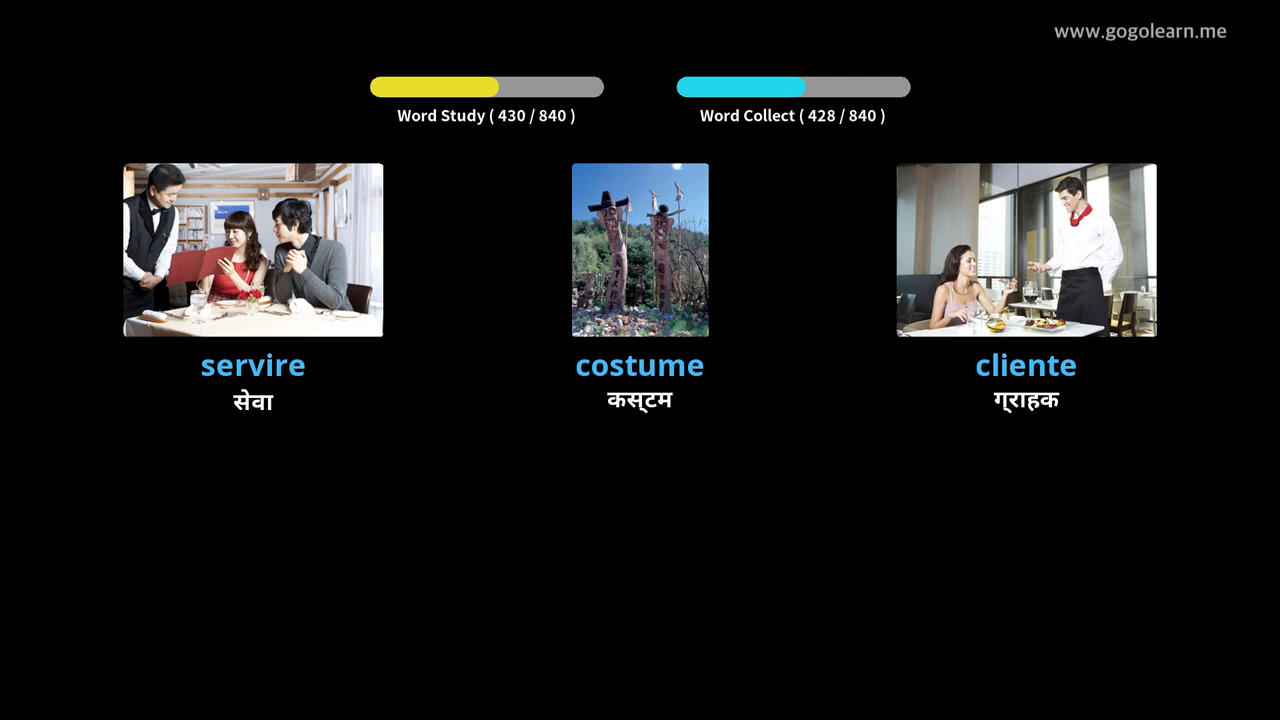 www.gogolearn.me
Word Study ( 430 / 840 )
Word Collect ( 428 / 840 )
servire
सेवा
costume
कस्टम
cliente
ग्राहक